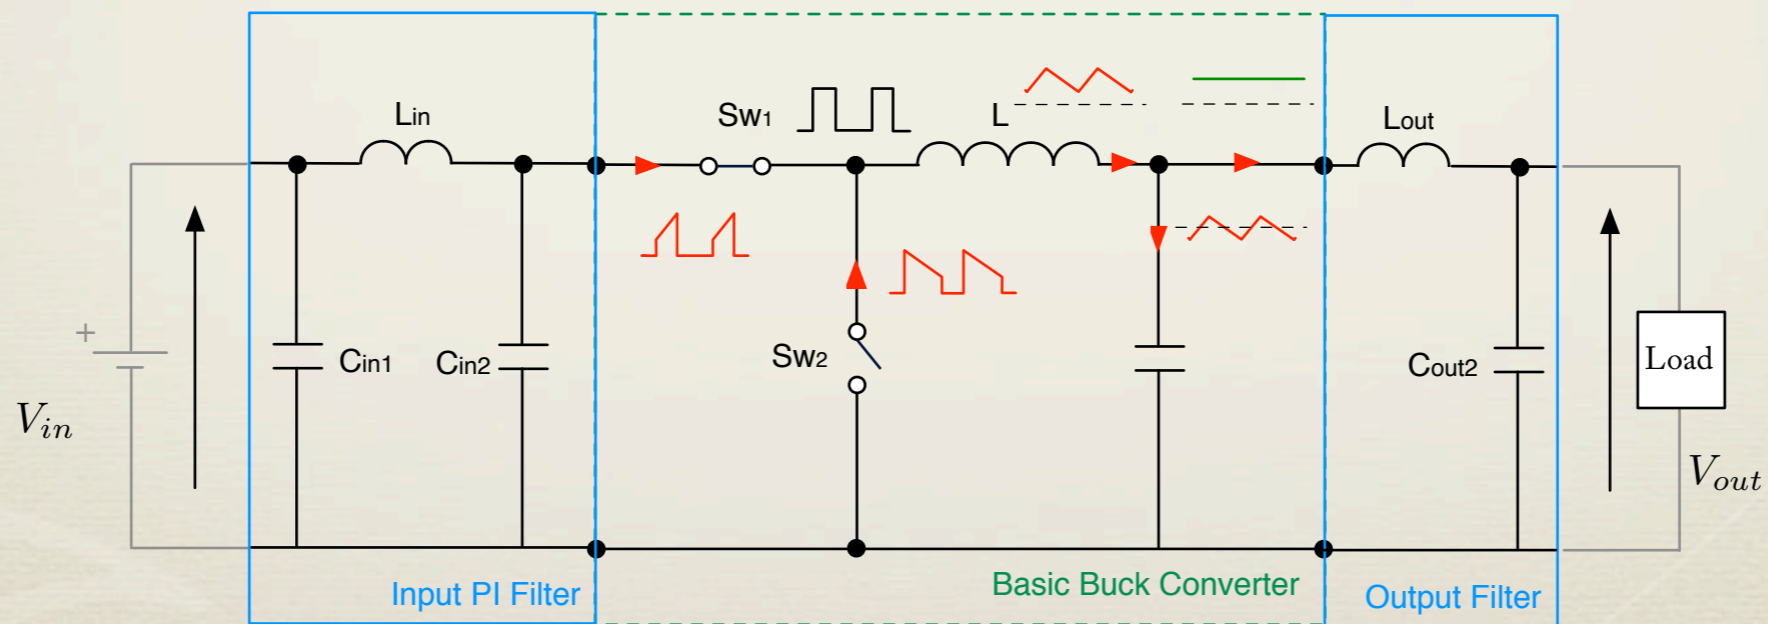 Lin
Sw1
L
Lout
+
Cin1
Cin2
Sw2
Cout2
Load
Vin
Vout
Input PI Filter
Basic Buck Converter
Output Filter